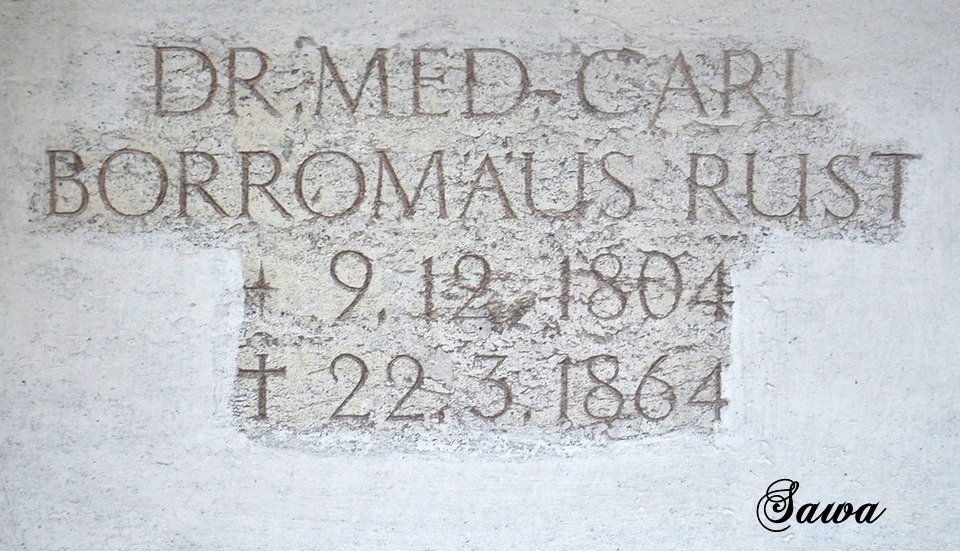 DR. MED. CARL
BORROMÄUS RUST
⭑ 9. 12. 1804
† 22. 3. 1864
Sawa